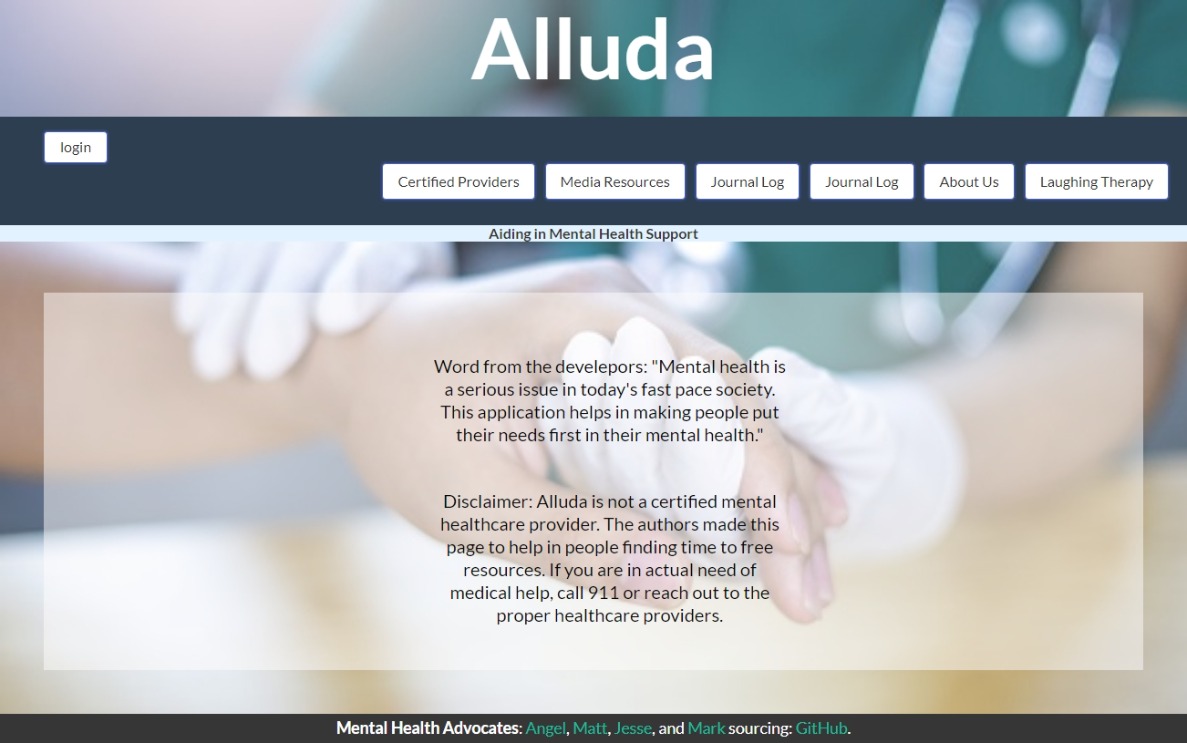 Alluda
login
Certified Providers Media Resources Journal Log Journal Log About Us Laughing Therapy
Aiding in Mental Health Support
Word from the develepors: "Mental health is
a serious issue in today's fast pace society.
This application helps in making people put
their needs first in their mental health."
Disclaimer: Alluda is not a certified mental
healthcare provider. The authors made this
page to help in people finding time to free
resources. If you are in actual need of
medical help, call 911 or reach out to the
proper healthcare providers.
Mental Health Advocates: Angel, Matt, Jesse, and Mark sourcing: GitHub.